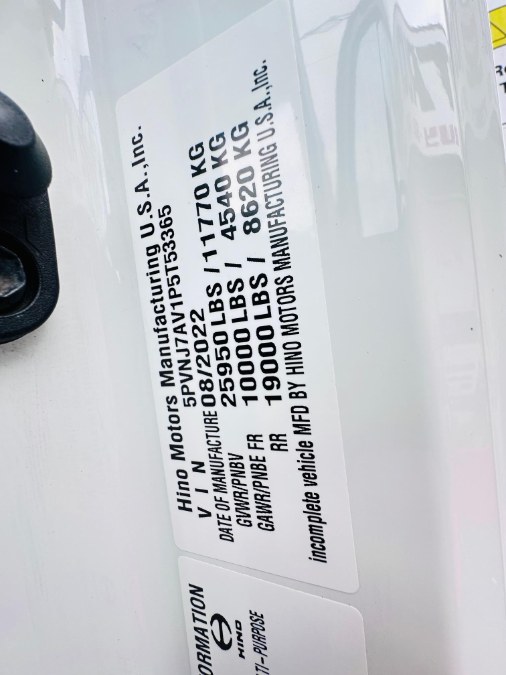 Hino Motors Manufacturing U.S.A.,Inc.
V I N 5PVNJ7AV1P5T53365
DATE OF MANUFACTURE 08/2022
GVWR/PNBV 25950 LBS / 11770 KG
GAWR/PNBE FR 10000 LBS / 4540 KG
RR 19000 LBS / 8620 KG
incomplete vehicle MFD BY HINO MOTORS MANUFACTURING U.S.A.,Inc.
ORMATION
HINO
TI-PURPOSE